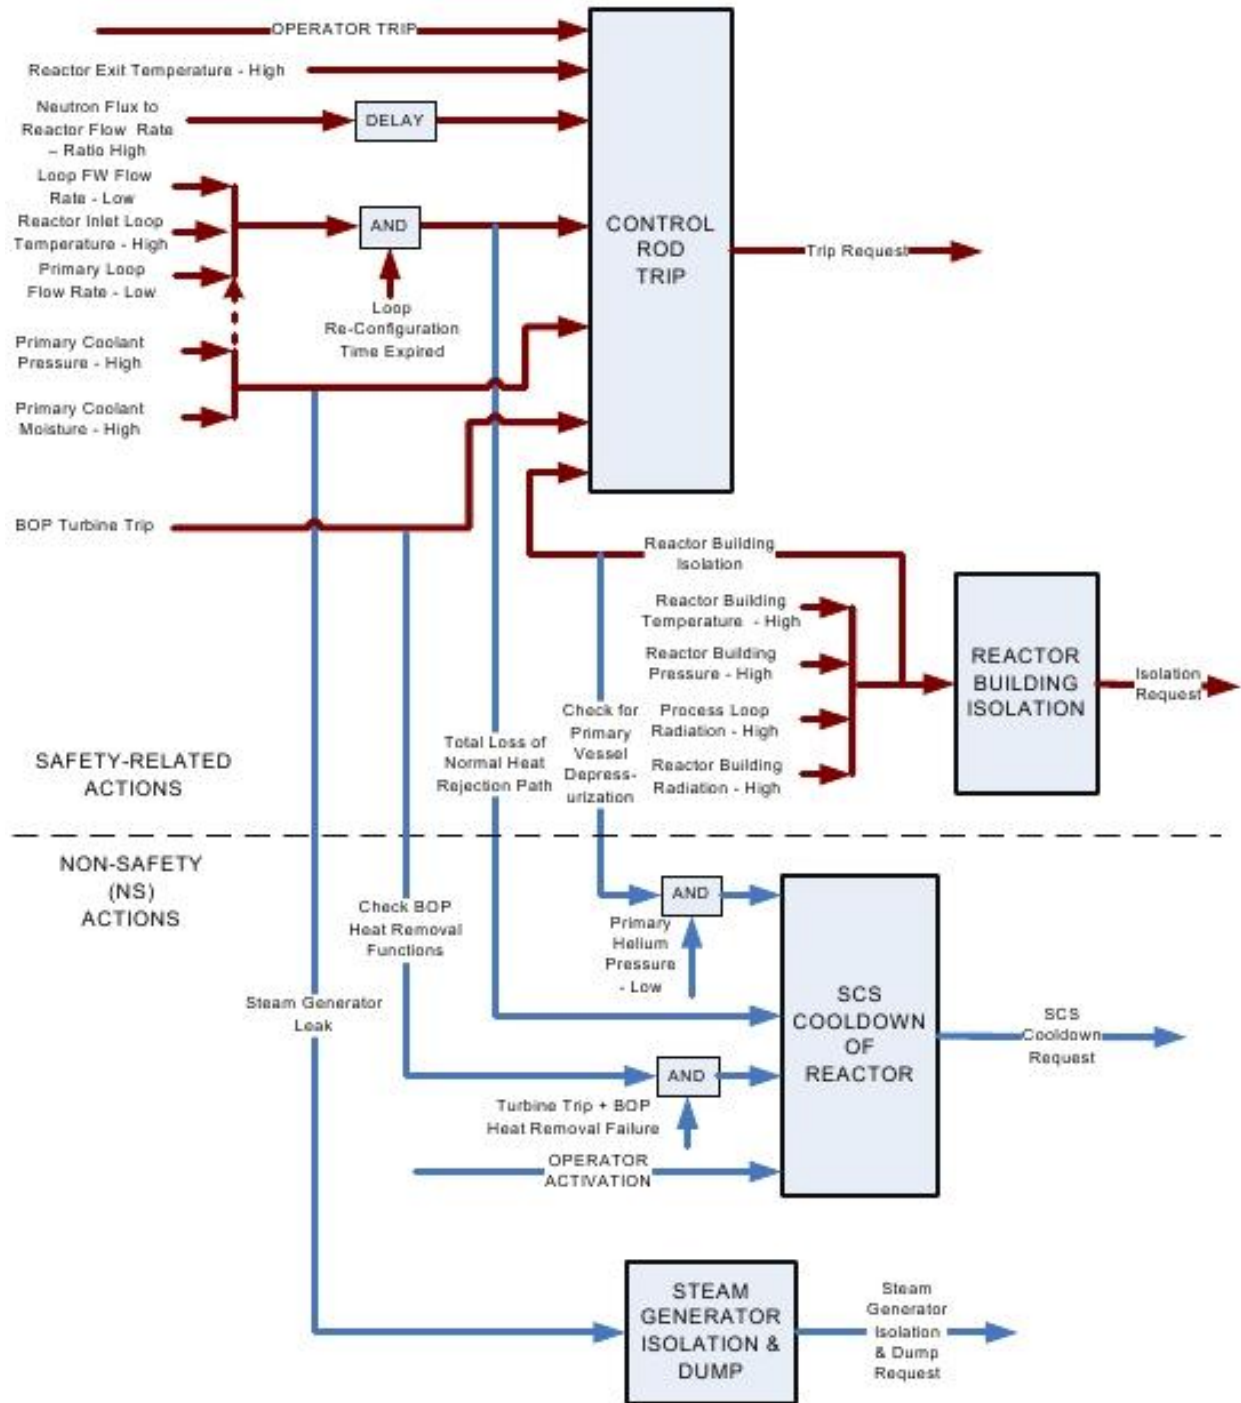 OPERATOR TRIP
Reactor Exit Temperature - High
Neutron Flux to
Reactor Flow Rate
– Ratio High
DELAY
Loop FW Flow
Rate - Low
Reactor Inlet Loop
Temperature - High
Primary Loop
Flow Rate - Low
AND
Loop
Re-Configuration
Time Expired
CONTROL
ROD
TRIP
Trip Request
Primary Coolant
Pressure - High
Primary Coolant
Moisture - High
BOP Turbine Trip
Reactor Building
Isolation
Reactor Building
Temperature - High
Reactor Building
Pressure - High
Process Loop
Radiation - High
Reactor Building
Radiation - High
REACTOR
BUILDING
ISOLATION
Isolation
Request
Check for
Primary
Vessel
Depress-
urization
Total Loss of
Normal Heat
Rejection Path
SAFETY-RELATED
ACTIONS
NON-SAFETY
(NS)
ACTIONS
Check BOP
Heat Removal
Functions
AND
Primary
Helium
Pressure
- Low
Steam Generator
Leak
SCS
COOLDOWN
OF
REACTOR
SCS
Cooldown
Request
AND
Turbine Trip + BOP
Heat Removal Failure
OPERATOR
ACTIVATION
STEAM
GENERATOR
ISOLATION &
DUMP
Steam
Generator
Isolation
& Dump
Request